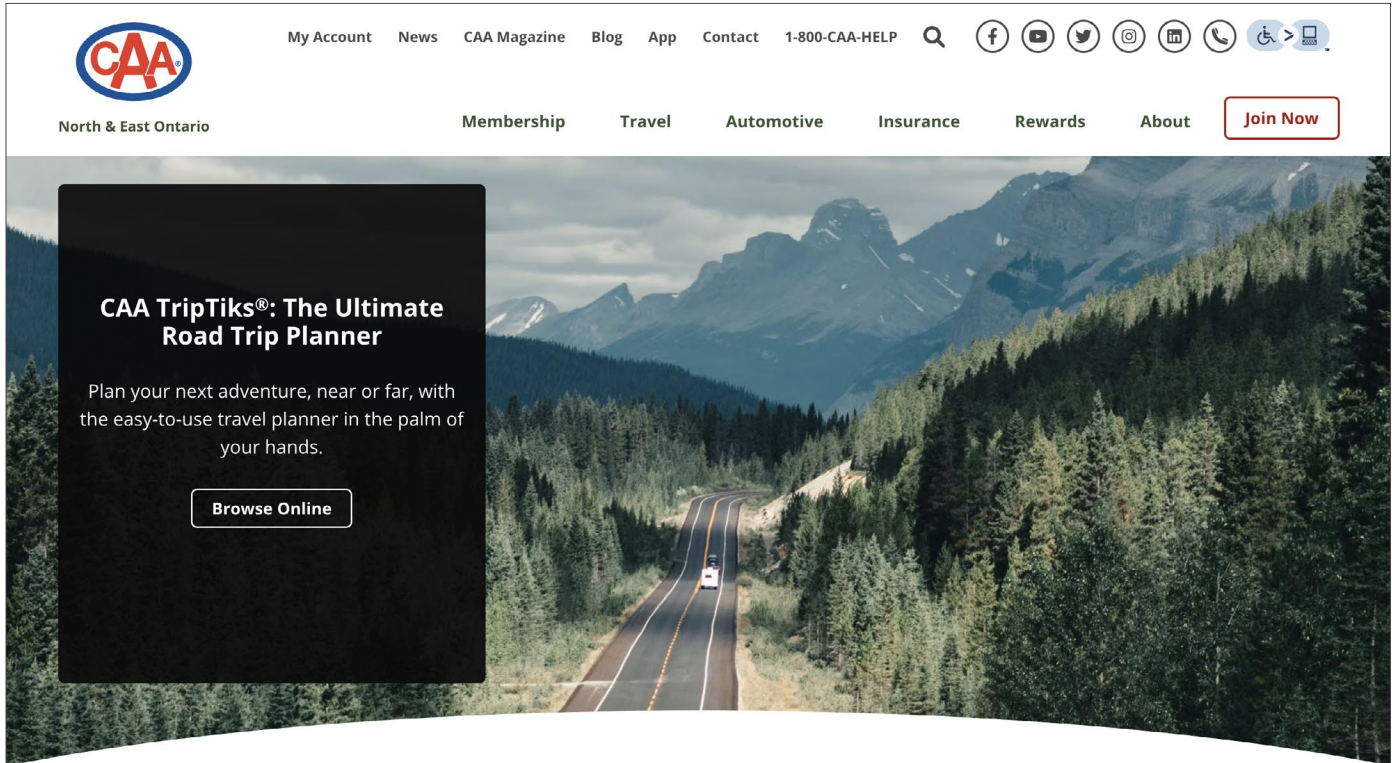 CAA®
North & East Ontario
My Account News CAA Magazine Blog App Contact 1-800-CAA-HELP
Membership Travel Automotive Insurance Rewards About Join Now
CAA TripTiks®: The Ultimate
Road Trip Planner
Plan your next adventure, near or far, with
the easy-to-use travel planner in the palm of
your hands.
Browse Online